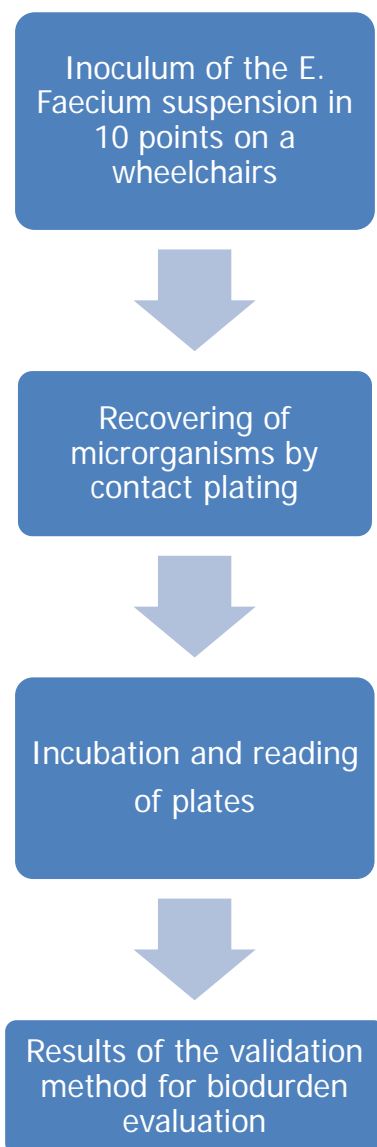 Inoculum of the E.
Faecium suspension in
10 points on a
wheelchairs
Recovering of
microrganisms by
contact plating
Incubation and reading
of plates
Results of the validation
method for biodurden
evaluation